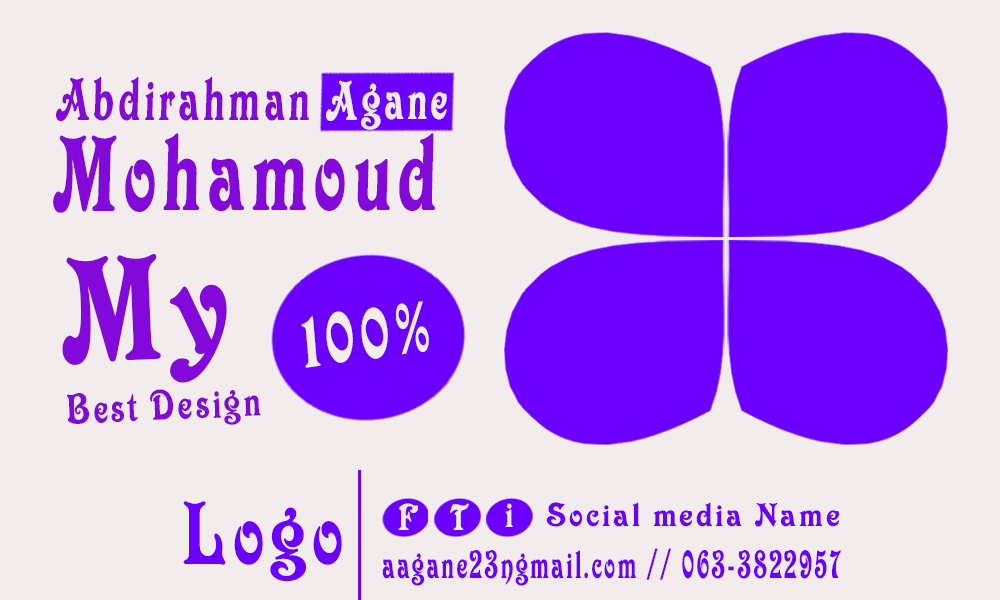 Abdirahman Agane
Mohamoud
My
100%
Best Design
Logo
F T i Social media Name
aagane23ngmail.com // 063-3822957